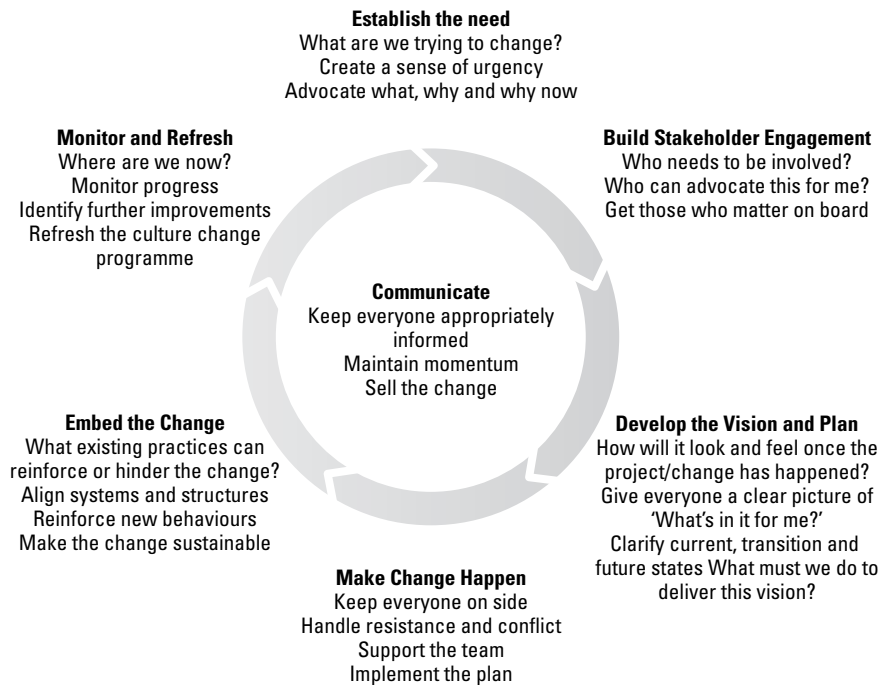 Establish the need
What are we trying to change?
Create a sense of urgency
Advocate what, why and why now
Build Stakeholder Engagement
Who needs to be involved?
Who can advocate this for me?
Get those who matter on board
Develop the Vision and Plan
How will it look and feel once the
project/change has happened?
Give everyone a clear picture of
‘What’s in it for me?’
Clarify current, transition and
future states What must we do to
deliver this vision?
Make Change Happen
Keep everyone on side
Handle resistance and conflict
Support the team
Implement the plan
Embed the Change
What existing practices can
reinforce or hinder the change?
Align systems and structures
Reinforce new behaviours
Make the change sustainable
Monitor and Refresh
Where are we now?
Monitor progress
Identify further improvements
Refresh the culture change
programme
Communicate
Keep everyone appropriately
informed
Maintain momentum
Sell the change